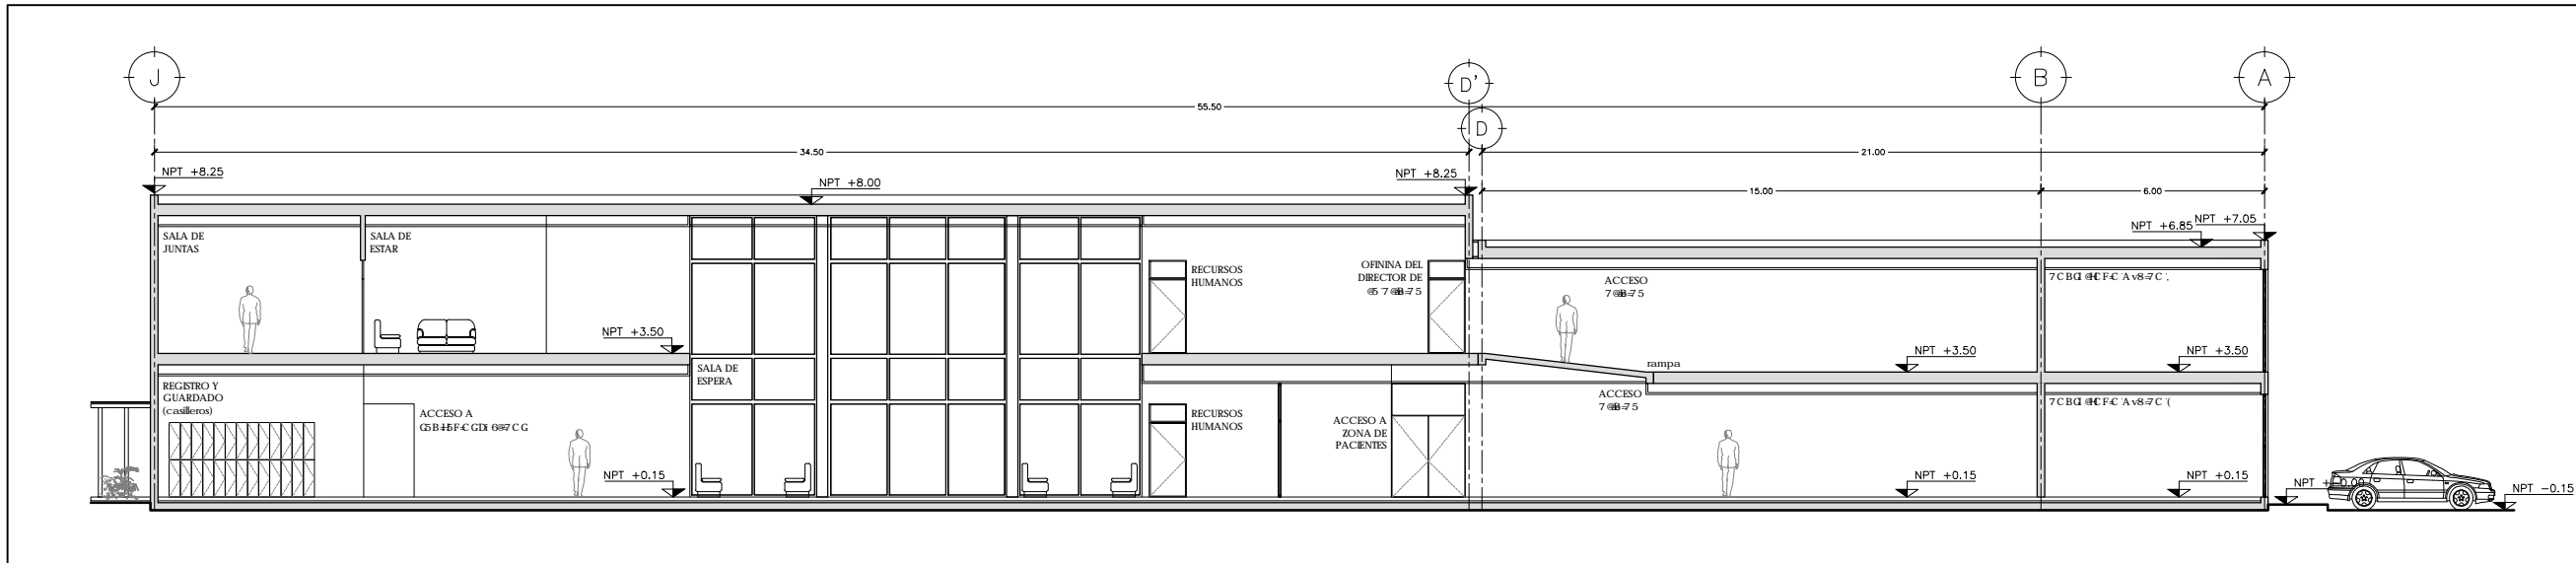 J
D'
B
A
55.50
D
34.50
21.00
NPT +8.25
NPT +8.00
NPT +8.25
15.00
6.00
NPT +7.05
NPT +6.85
SALA DE
JUNTAS
SALA DE
ESTAR
RECURSOS
HUMANOS
OFININA DEL
DIRECTOR DE
ACCESO
NPT +3.50
NPT +3.50
NPT +3.50
rampa
SALA DE
ESPERA
REGISTRO Y
GUARDADO
(casilleros)
ACCESO A
RECURSOS
HUMANOS
ACCESO A
ZONA DE
PACIENTES
ACCESO
NPT +0.15
NPT +0.15
NPT +0.15
NPT
NPT -0.15